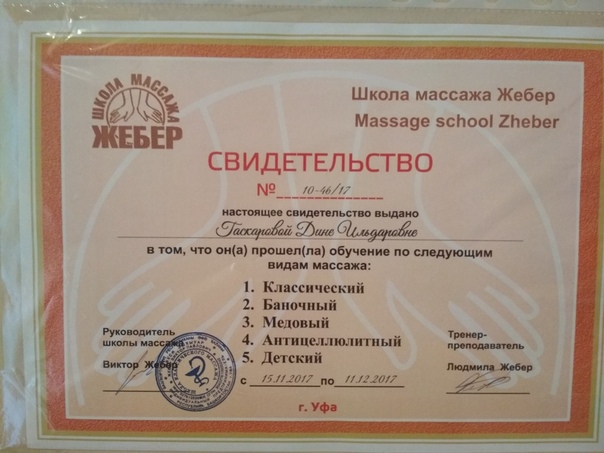 ШКОЛА МАССАЖА
ЖЕБЕР
Школа массажа Жебер
Massage school Zheber
СВИДЕТЕЛЬСТВО
№ 10-46/17
настоящее свидетельство выдано
Гаскаровой Дине Ильдаровне
в том, что он(а) прошел(ла) обучение по следующим
видам массажа:
1. Классический
2. Баночный
3. Медовый
4. Антицеллюлитный
5. Детский
Руководитель
школы массажа
Виктор Жебер
Тренер-
преподаватель
Людмила Жебер
с 15.11.2017 по 11.12.2017
г. Уфа